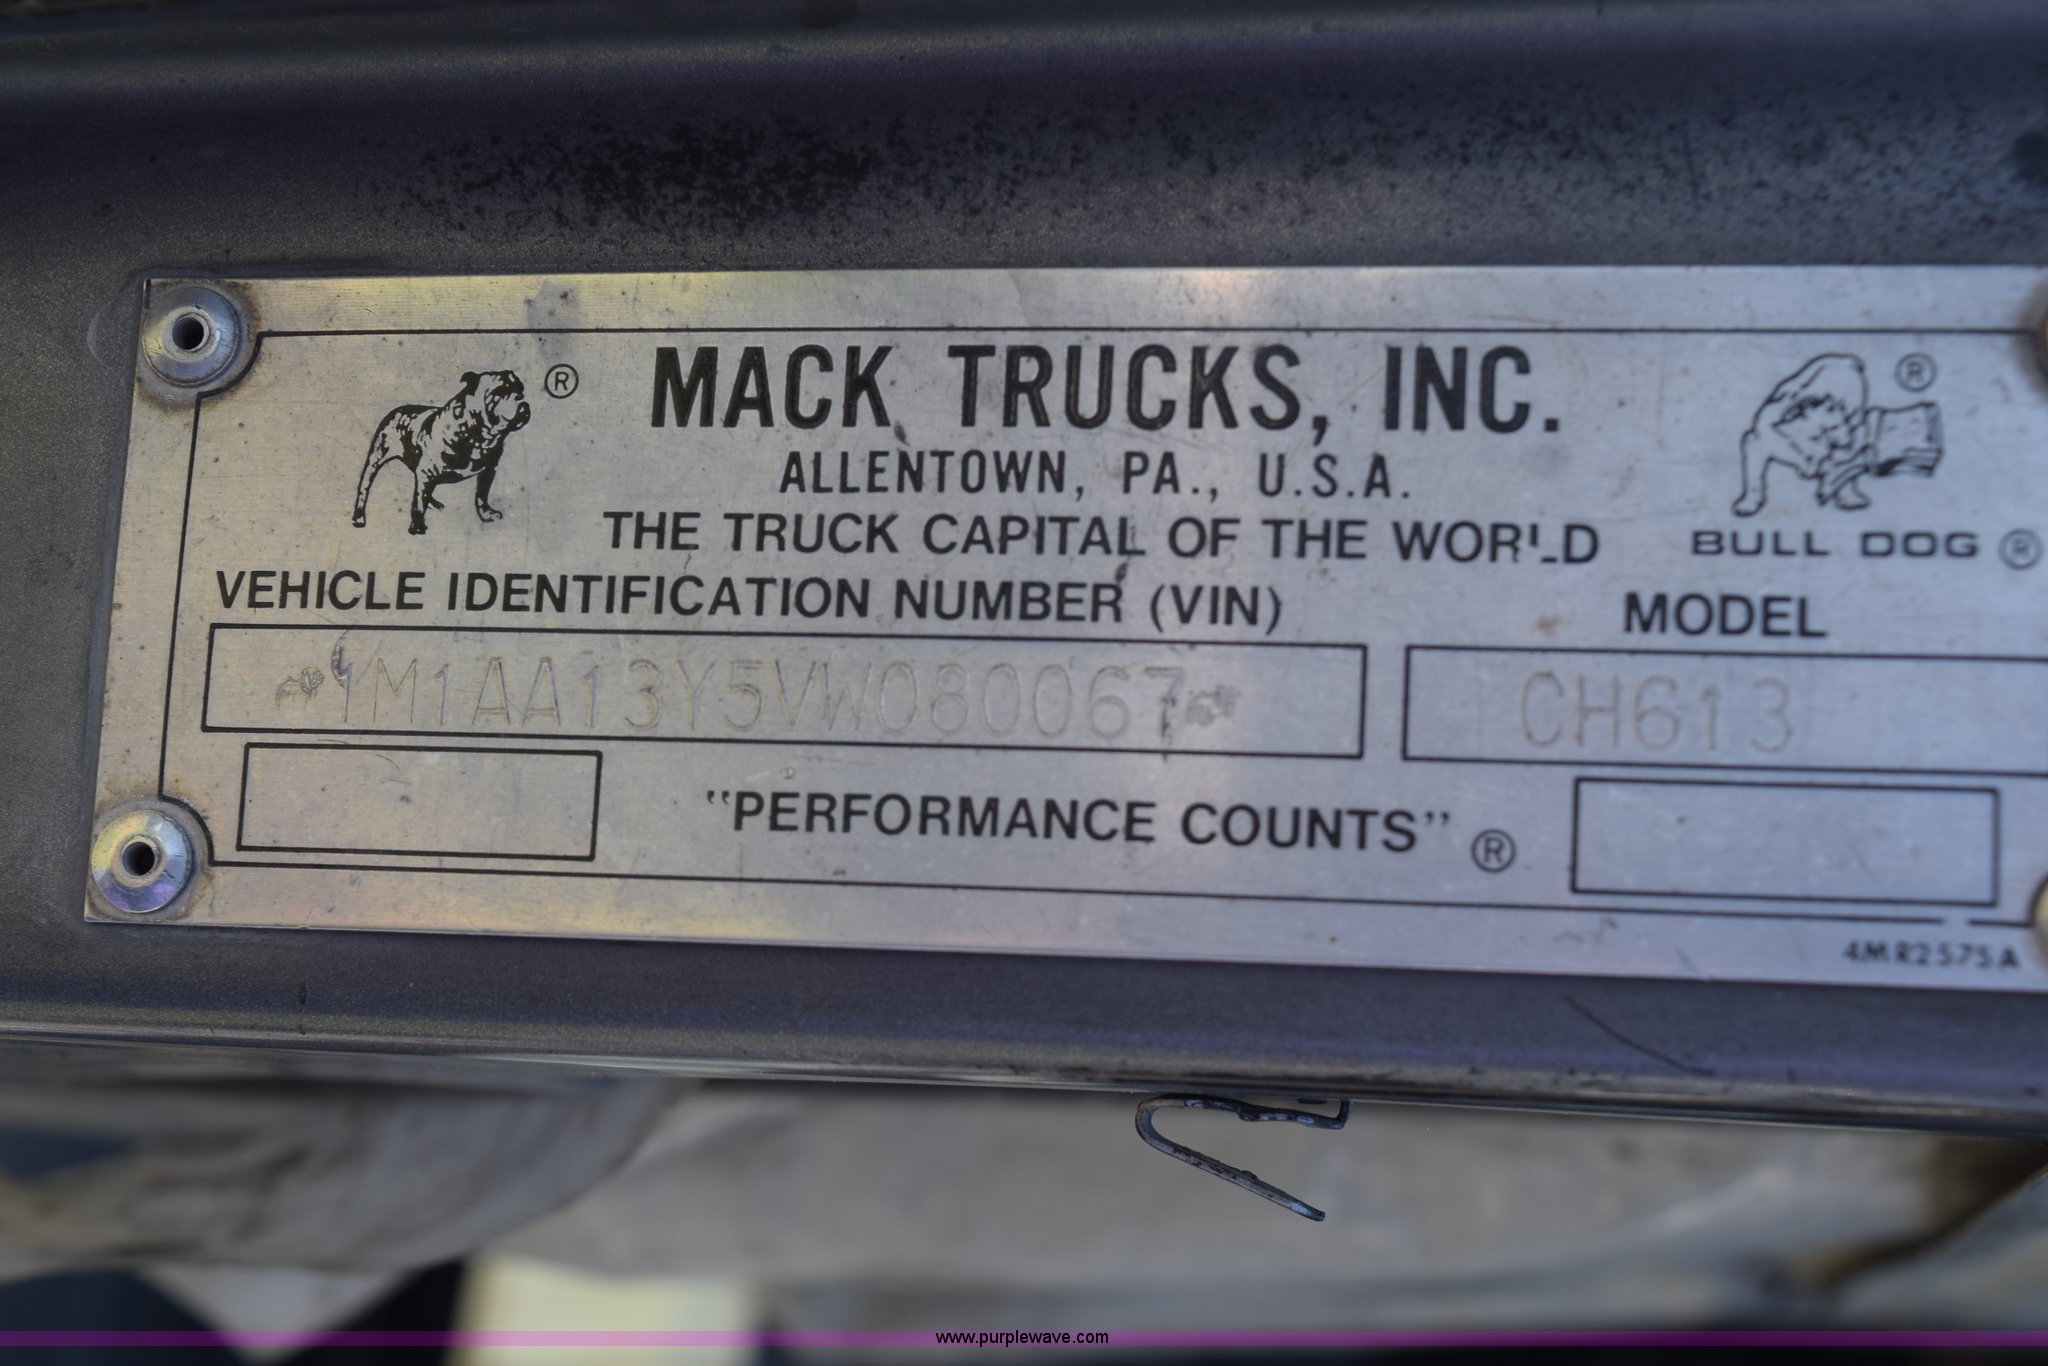 ® MACK TRUCKS, INC. ®
ALLENTOWN, PA., U.S.A.
THE TRUCK CAPITAL OF THE WORLD
BULL DOG ®
VEHICLE IDENTIFICATION NUMBER (VIN)
MODEL
1M1AA13Y5VW080067
CH613
"PERFORMANCE COUNTS" ®
4MR2575A
www.purplewave.com